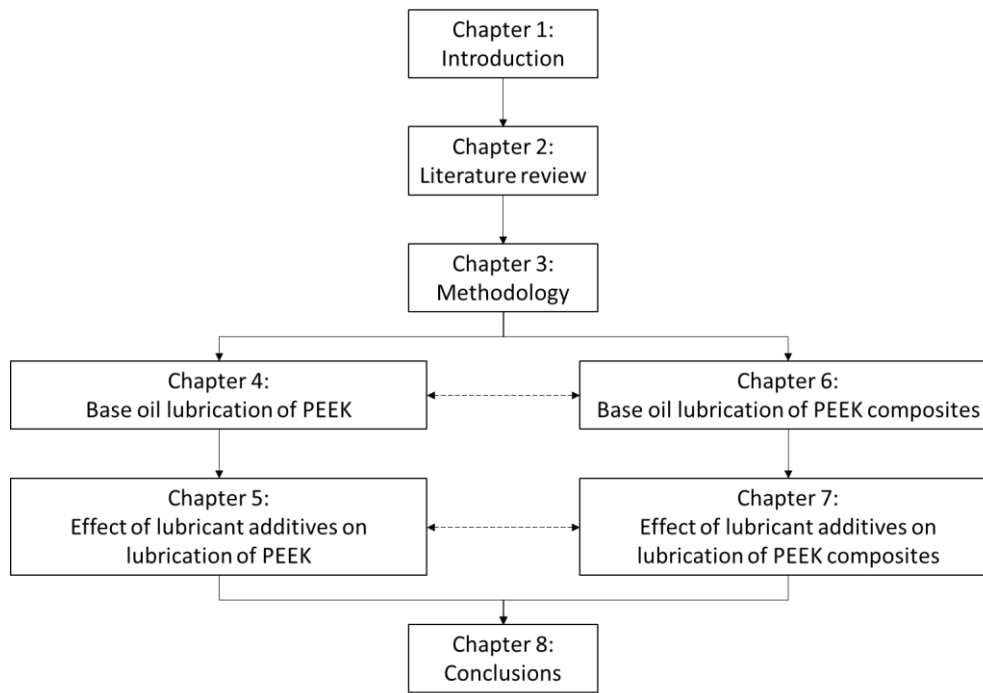 Chapter 1:
Introduction
Chapter 2:
Literature review
Chapter 3:
Methodology
Chapter 4:
Base oil lubrication of PEEK
Chapter 6:
Base oil lubrication of PEEK composites
Chapter 5:
Effect of lubricant additives on
lubrication of PEEK
Chapter 7:
Effect of lubricant additives on
lubrication of PEEK composites
Chapter 8:
Conclusions